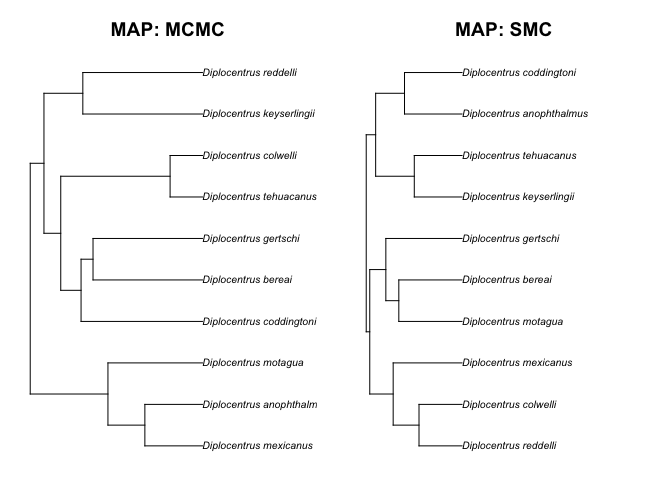 MAP: MCMC
Diplocentrus reddelli
Diplocentrus keyserlingii
Diplocentrus colwelli
Diplocentrus tehuacanus
Diplocentrus gertschi
Diplocentrus bereai
Diplocentrus coddingtoni
Diplocentrus motagua
Diplocentrus anophthalm
Diplocentrus mexicanus
MAP: SMC
Diplocentrus coddingtoni
Diplocentrus anophthalmus
Diplocentrus tehuacanus
Diplocentrus keyserlingii
Diplocentrus gertschi
Diplocentrus bereai
Diplocentrus motagua
Diplocentrus mexicanus
Diplocentrus colwelli
Diplocentrus reddelli